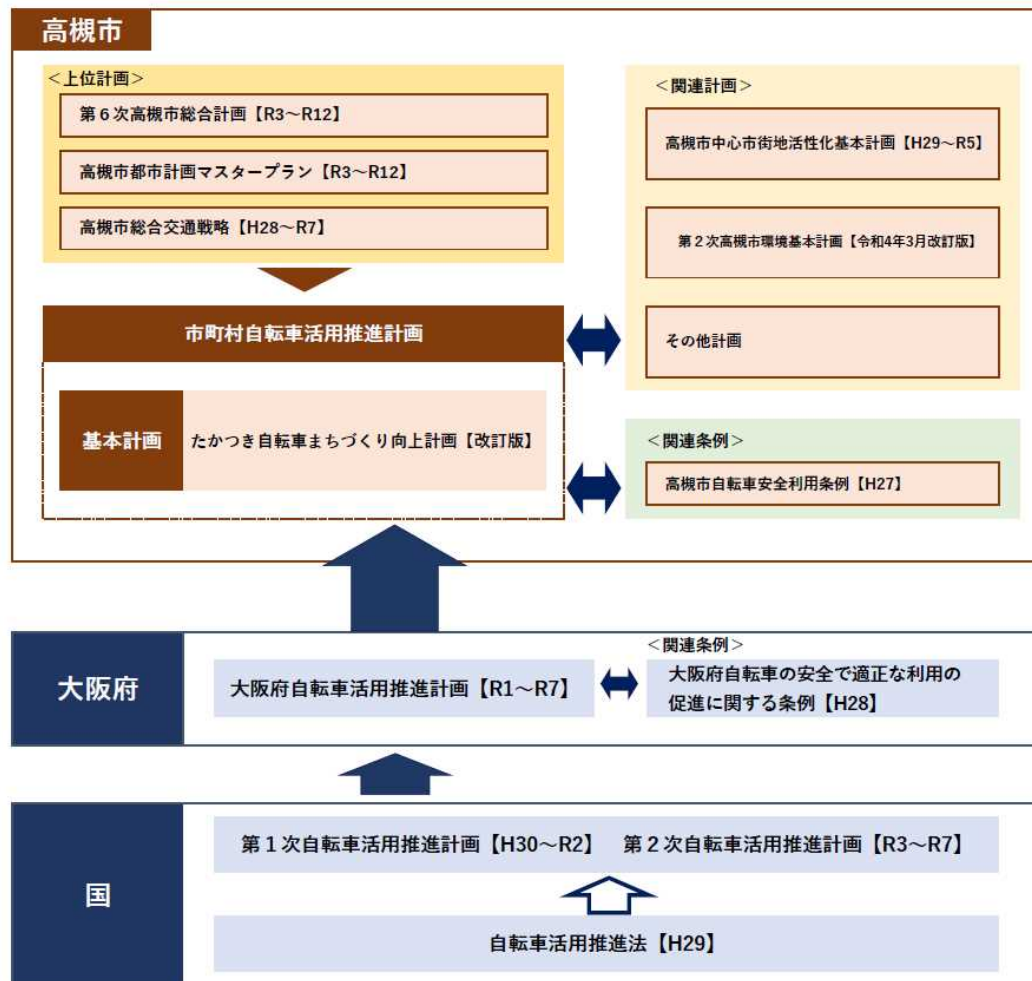 高槻市
＜上位計画＞
第６次高槻市総合計画【R3～R12】
高槻市都市計画マスタープラン【R3～R12】
高槻市総合交通戦略【H28～R7】
＜関連計画＞
高槻市中心市街地活性化基本計画【H29～R5】
第２次高槻市環境基本計画【令和4年3月改訂版】
その他計画
市町村自転車活用推進計画
基本計画
たかつき自転車まちづくり向上計画【改訂版】
＜関連条例＞
高槻市自転車安全利用条例【H27】
大阪府
大阪府自転車活用推進計画【R1～R7】
＜関連条例＞
大阪府自転車の安全で適正な利用の
促進に関する条例【H28】
国
第１次自転車活用推進計画【H30～R2】　第２次自転車活用推進計画【R3～R7】
自転車活用推進法【H29】